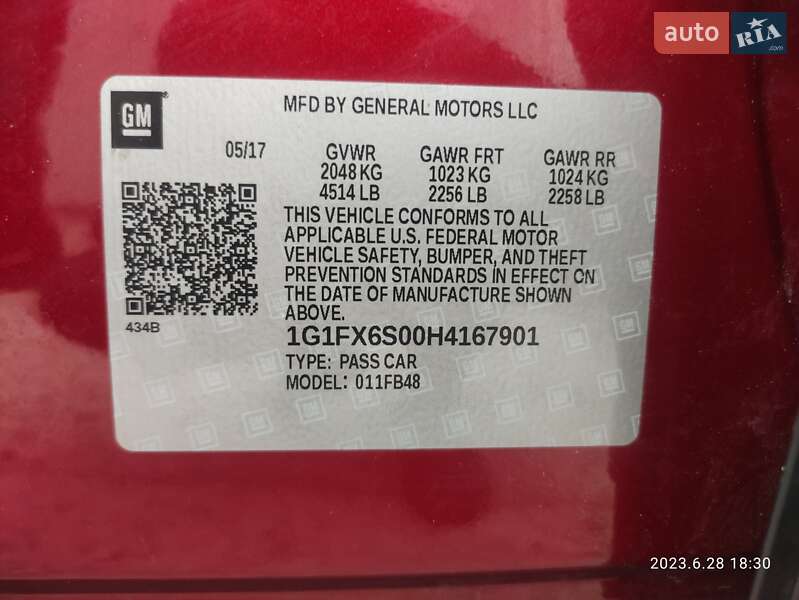 auto RIA .com
GM
MFD BY GENERAL MOTORS LLC
05/17 GVWR GAWR FRT GAWR RR
2048 KG 1023 KG 1024 KG
4514 LB 2256 LB 2258 LB
THIS VEHICLE CONFORMS TO ALL
APPLICABLE U.S. FEDERAL MOTOR
VEHICLE SAFETY, BUMPER, AND THEFT
PREVENTION STANDARDS IN EFFECT ON
THE DATE OF MANUFACTURE SHOWN
ABOVE.
434B
1G1FX6S00H4167901
TYPE: PASS CAR
MODEL: 011FB48
2023.6.28 18:30